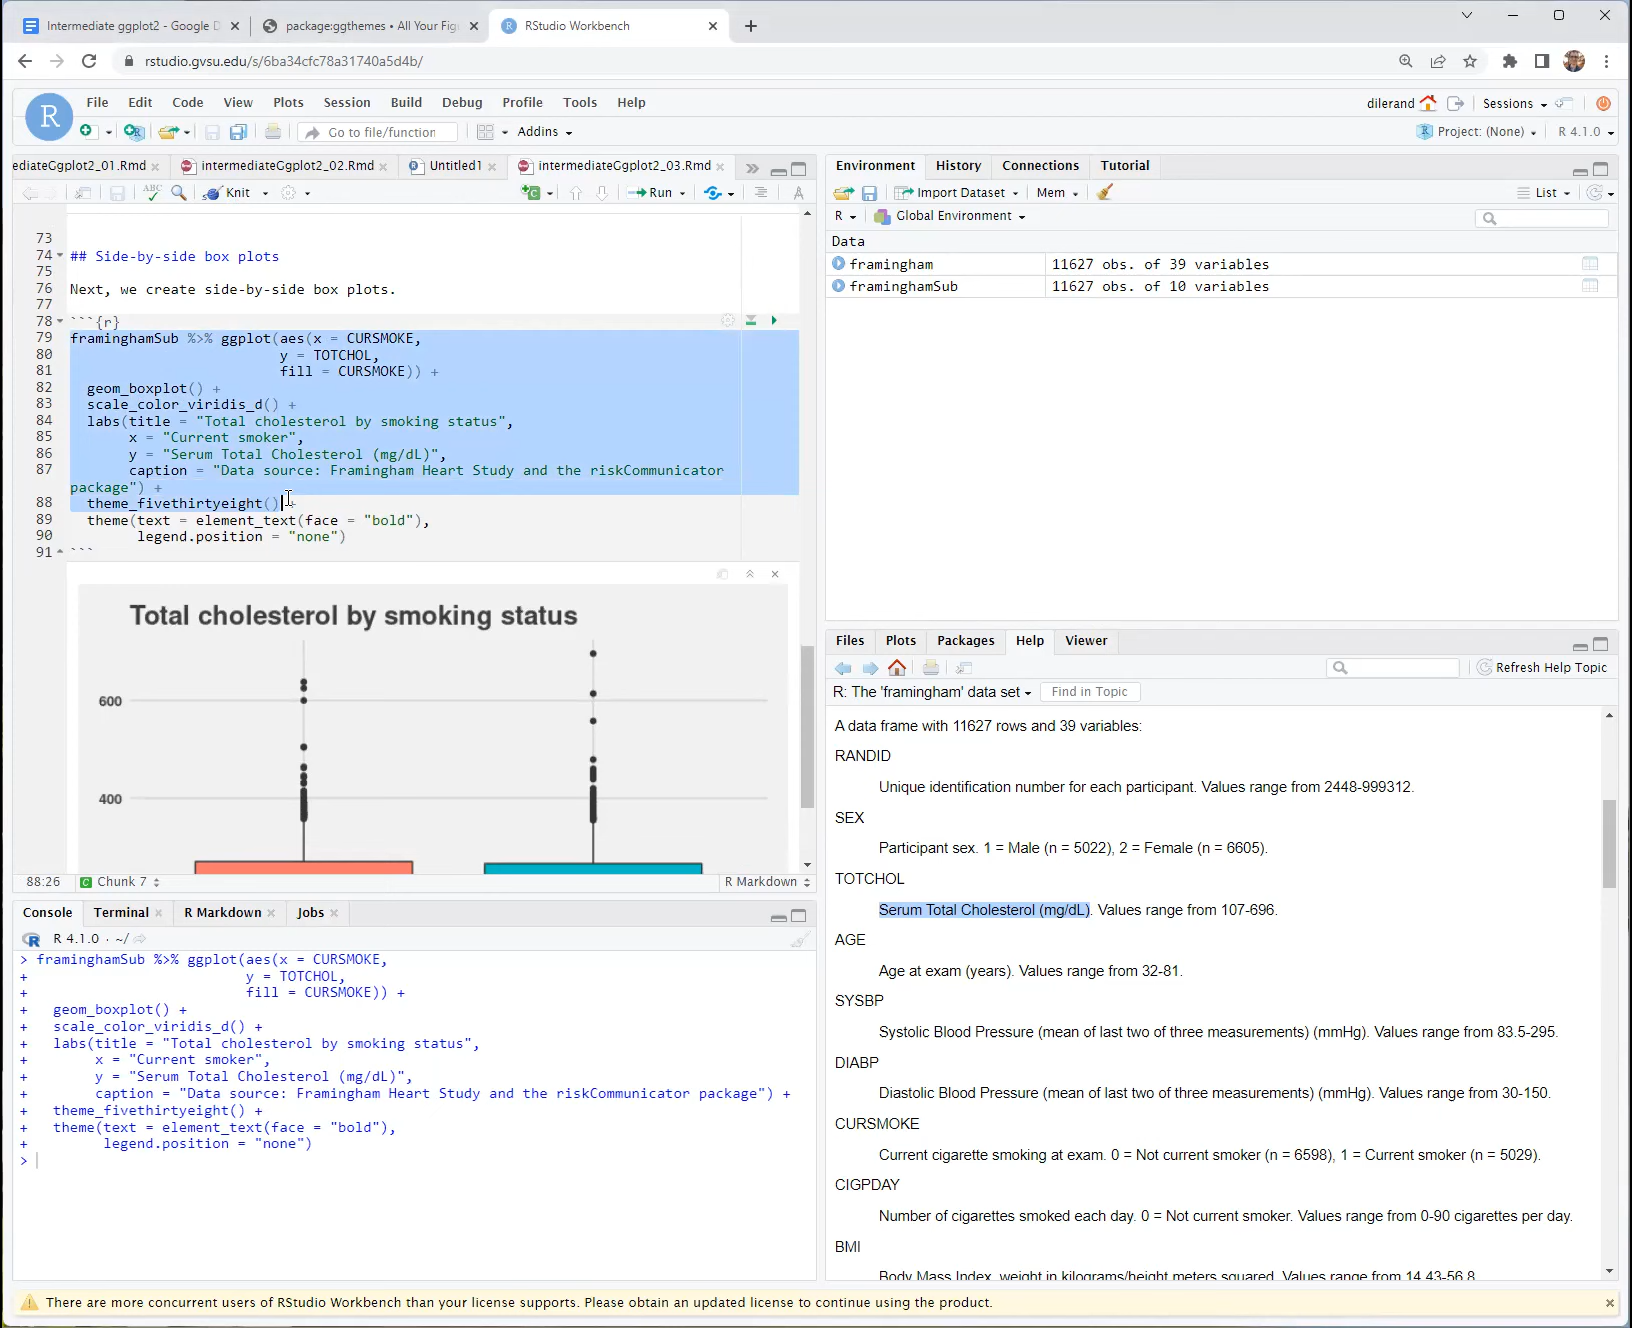 Intermediate ggplot2 - Google D
package:ggthemes • All Your Fig
RStudio Workbench
rstudio.gvsu.edu/s/6ba34cfc78a31740a5d4b/
R
File Edit Code View Plots Session Build Debug Profile Tools Help
dilerand Sessions
Go to file/function Addins
Project: (None) R 4.1.0
ediateGgplot2_01.Rmd intermediateGgplot2_02.Rmd Untitled1 intermediateGgplot2_03.Rmd
ABC Knit Run
73
74 ## Side-by-side box plots
75
76 Next, we create side-by-side box plots.
77
78 ```{r}
79 framinghamSub %>% ggplot(aes(x = CURSMOKE,
80 y = TOTCHOL,
81 fill = CURSMOKE)) +
82 geom_boxplot() +
83 scale_color_viridis_d() +
84 labs(title = "Total cholesterol by smoking status",
85 x = "Current smoker",
86 y = "Serum Total Cholesterol (mg/dL)",
87 caption = "Data source: Framingham Heart Study and the riskCommunicator
package") +
88 theme_fivethirtyeight() +
89 theme(text = element_text(face = "bold"),
90 legend.position = "none")
91 ```
Total cholesterol by smoking status
600
400
88:26 C Chunk 7 R Markdown
Console Terminal R Markdown Jobs
R R 4.1.0 · ~/
> framinghamSub %>% ggplot(aes(x = CURSMOKE,
+ y = TOTCHOL,
+ fill = CURSMOKE)) +
+ geom_boxplot() +
+ scale_color_viridis_d() +
+ labs(title = "Total cholesterol by smoking status",
+ x = "Current smoker",
+ y = "Serum Total Cholesterol (mg/dL)",
+ caption = "Data source: Framingham Heart Study and the riskCommunicator package") +
+ theme_fivethirtyeight() +
+ theme(text = element_text(face = "bold"),
+ legend.position = "none")
>
Environment History Connections Tutorial
Import Dataset Mem List
R Global Environment
Data
framingham 11627 obs. of 39 variables
framinghamSub 11627 obs. of 10 variables
Files Plots Packages Help Viewer
Refresh Help Topic
R: The 'framingham' data set Find in Topic
A data frame with 11627 rows and 39 variables:
RANDID
Unique identification number for each participant. Values range from 2448-999312.
SEX
Participant sex. 1 = Male (n = 5022), 2 = Female (n = 6605).
TOTCHOL
Serum Total Cholesterol (mg/dL). Values range from 107-696.
AGE
Age at exam (years). Values range from 32-81.
SYSBP
Systolic Blood Pressure (mean of last two of three measurements) (mmHg). Values range from 83.5-295.
DIABP
Diastolic Blood Pressure (mean of last two of three measurements) (mmHg). Values range from 30-150.
CURSMOKE
Current cigarette smoking at exam. 0 = Not current smoker (n = 6598), 1 = Current smoker (n = 5029).
CIGPDAY
Number of cigarettes smoked each day. 0 = Not current smoker. Values range from 0-90 cigarettes per day.
BMI
Body Mass Index, weight in kilograms/height meters squared. Values range from 14.43-56.8
There are more concurrent users of RStudio Workbench than your license supports. Please obtain an updated license to continue using the product.